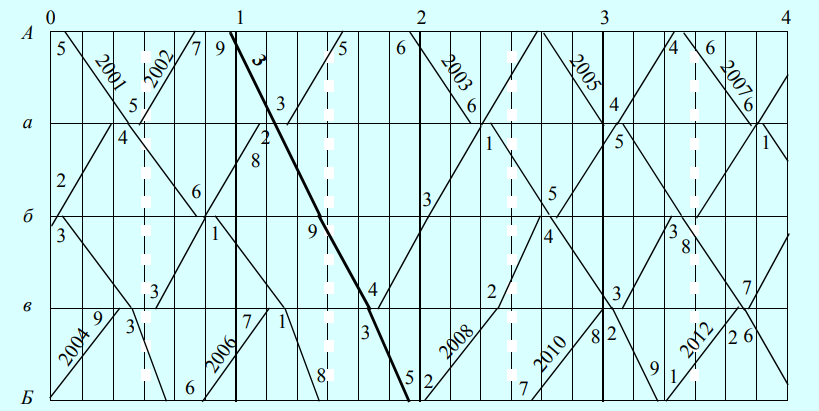 0 1 2 3 4
А
5 2001 2002 7 9 3 5 6 2003 2005 4 6 2007
5 3 6 4 6
а
4 2 1 5 1
2 8 6 3 5
б
3 1 9 4 3 8
3 4 2 3 7
в
9 3 7 1 3 8 2 2 6
2004 2006 2008 2010 9 2012
6 8 5 2 7 1
Б